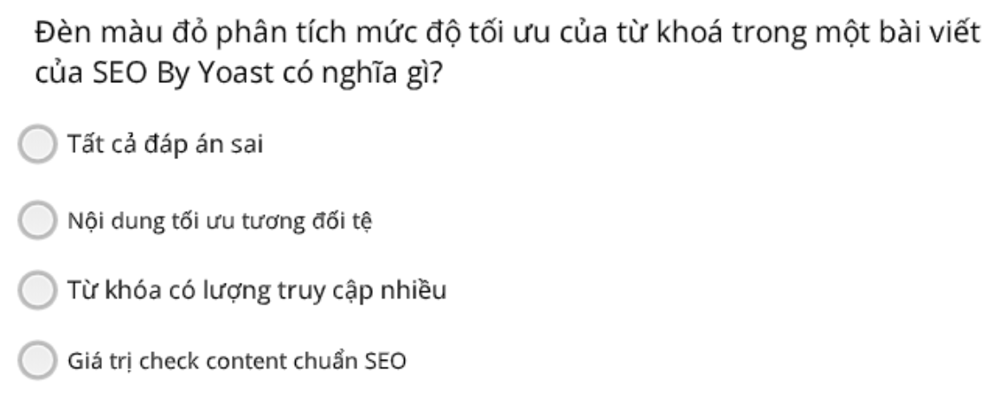 Đèn màu đỏ phân tích mức độ tối ưu của từ khoá trong một bài viết
của SEO By Yoast có nghĩa gì?
Tất cả đáp án sai
Nội dung tối ưu tương đối tệ
Từ khóa có lượng truy cập nhiều
Giá trị check content chuẩn SEO